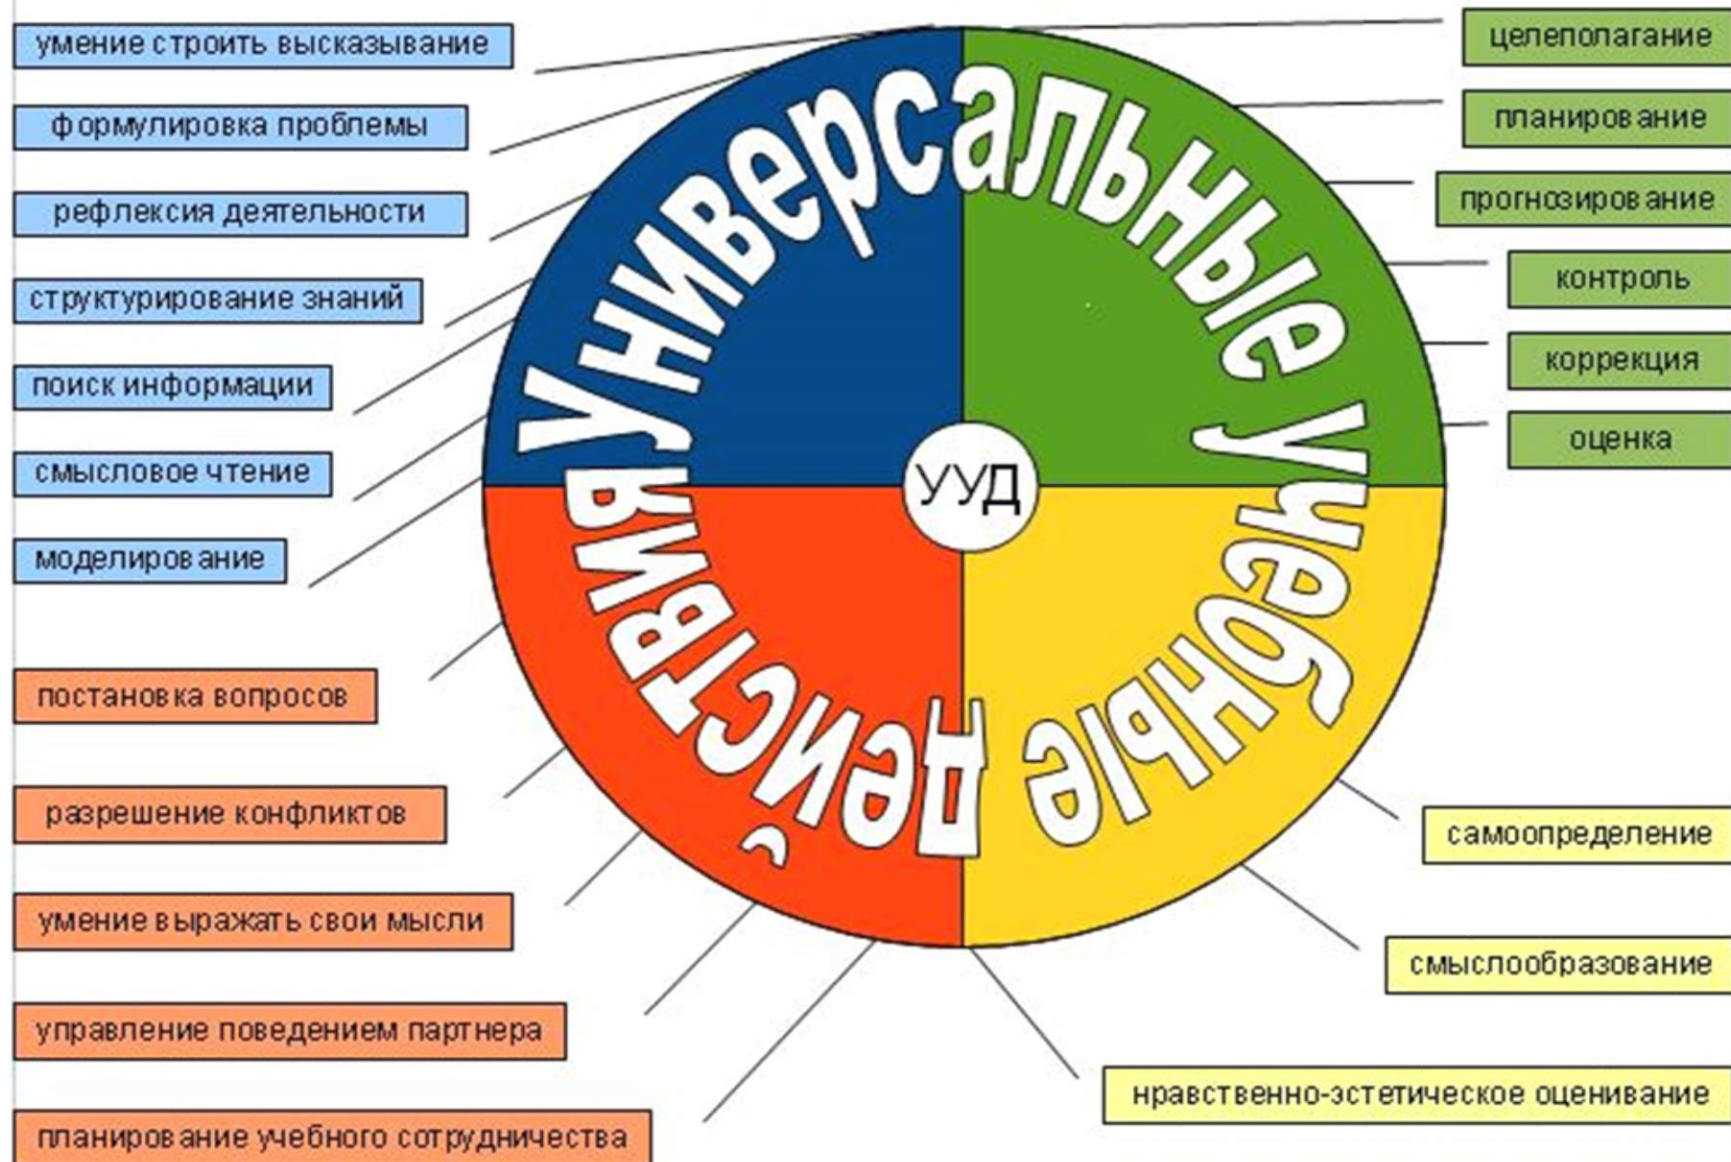 умение строить высказывание
формулировка проблемы
рефлексия деятельности
структурирование знаний
поиск информации
смысловое чтение
моделирование
постановка вопросов
разрешение конфликтов
умение выражать свои мысли
управление поведением партнера
планирование учебного сотрудничества
Универсальные учебные действия
УУД
целеполагание
планирование
прогнозирование
контроль
коррекция
оценка
самоопределение
смыслообразование
нравственно-эстетическое оценивание